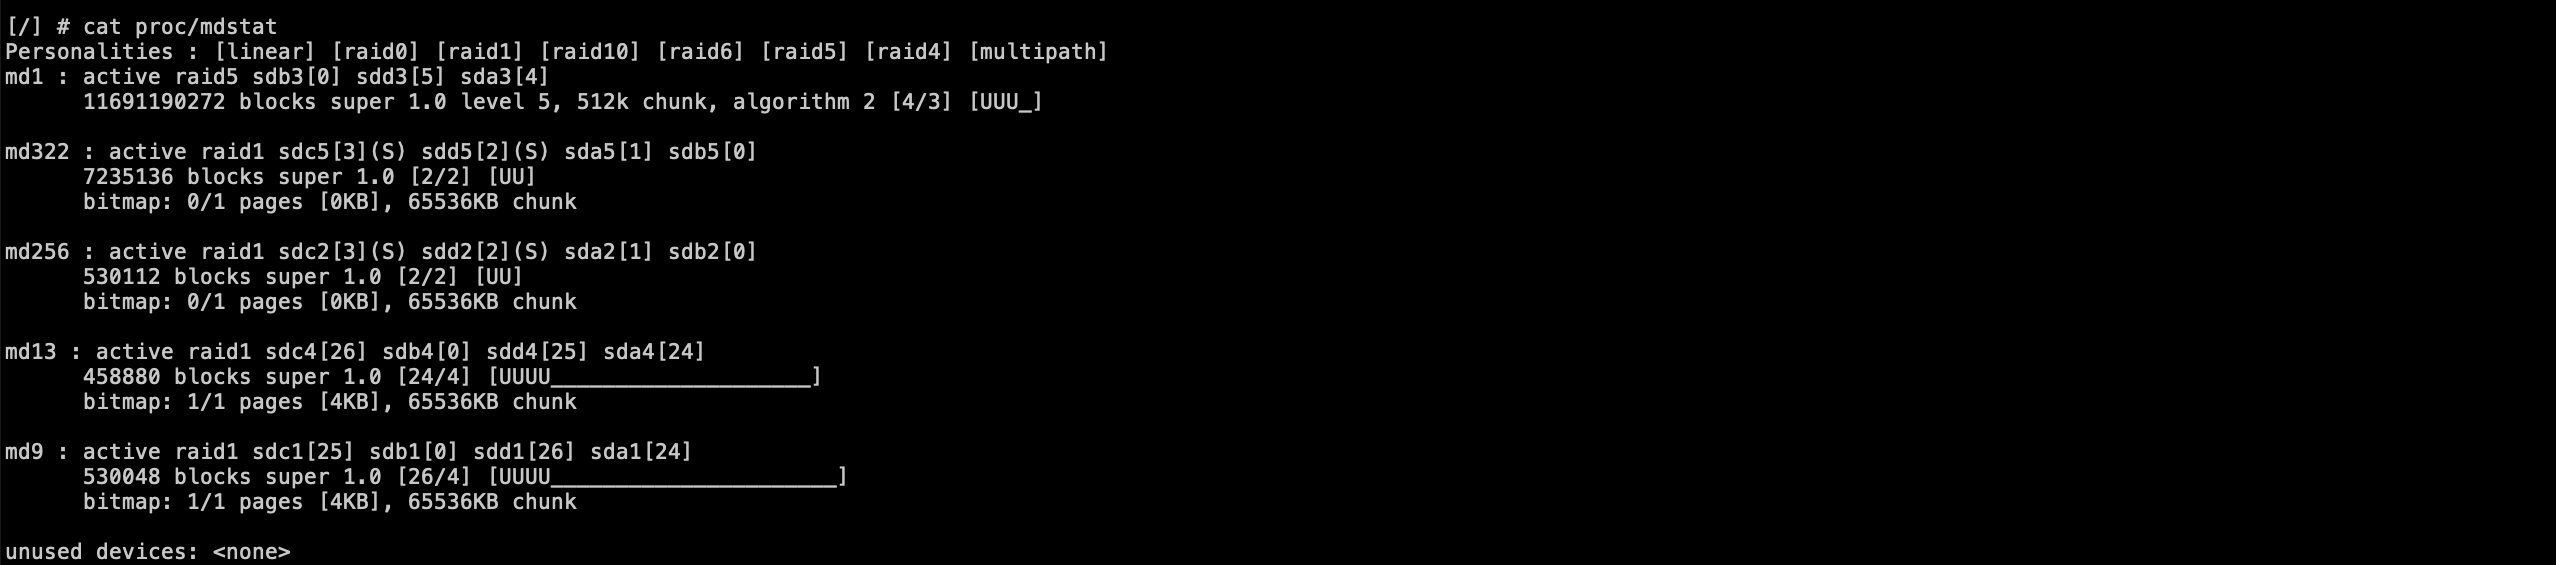 [/] # cat proc/mdstat
Personalities : [linear] [raid0] [raid1] [raid10] [raid6] [raid5] [raid4] [multipath]
md1 : active raid5 sdb3[0] sdd3[5] sda3[4]
      11691190272 blocks super 1.0 level 5, 512k chunk, algorithm 2 [4/3] [UUU_]

md322 : active raid1 sdc5[3](S) sdd5[2](S) sda5[1] sdb5[0]
      7235136 blocks super 1.0 [2/2] [UU]
      bitmap: 0/1 pages [0KB], 65536KB chunk

md256 : active raid1 sdc2[3](S) sdd2[2](S) sda2[1] sdb2[0]
      530112 blocks super 1.0 [2/2] [UU]
      bitmap: 0/1 pages [0KB], 65536KB chunk

md13 : active raid1 sdc4[26] sdb4[0] sdd4[25] sda4[24]
      458880 blocks super 1.0 [24/4] [UUUU____________________]
      bitmap: 1/1 pages [4KB], 65536KB chunk

md9 : active raid1 sdc1[25] sdb1[0] sdd1[26] sda1[24]
      530048 blocks super 1.0 [26/4] [UUUU______________________]
      bitmap: 1/1 pages [4KB], 65536KB chunk

unused devices: <none>